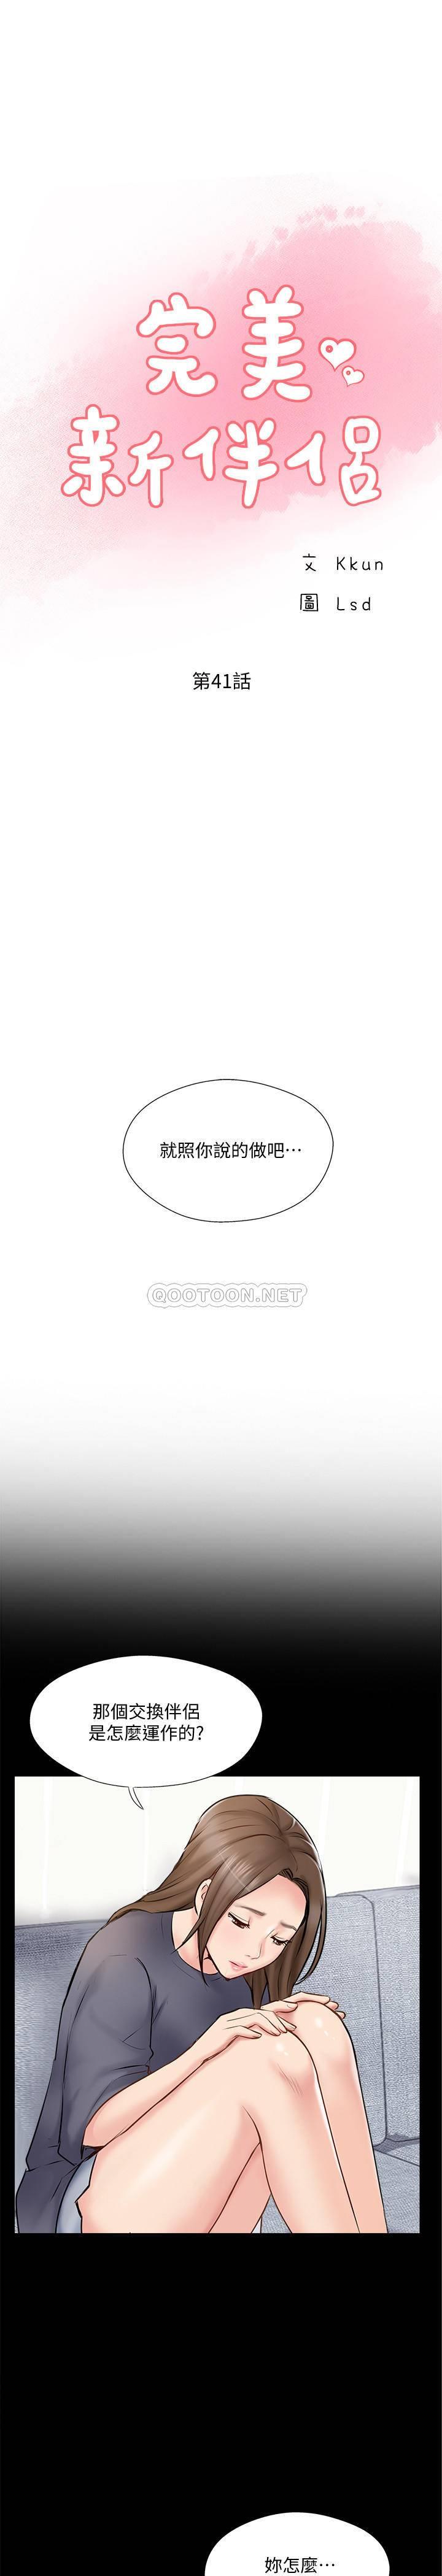 完美
新伴侶
文 Kkun
圖 Lsd
第41話
就照你說的做吧…
QOOTOON.NET
那個交換伴侶
是怎麼運作的?
妳怎麼…